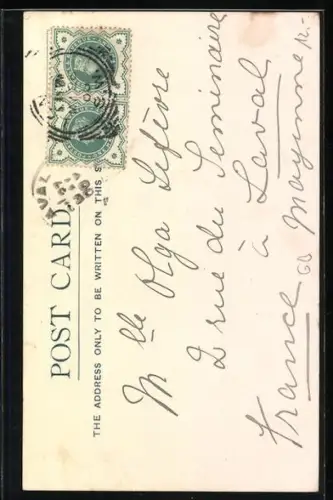 POST CARD
THE ADDRESS ONLY TO BE WRITTEN ON THIS S
Mlle Olga Lefèvre
2 rue du Seminaire
à Laval
France Mayenne